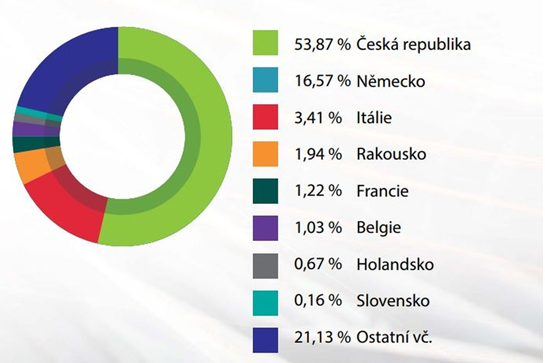 53,87 % Česká republika
16,57 % Německo
3,41 % Itálie
1,94 % Rakousko
1,22 % Francie
1,03 % Belgie
0,67 % Holandsko
0,16 % Slovensko
21,13 % Ostatní vč.